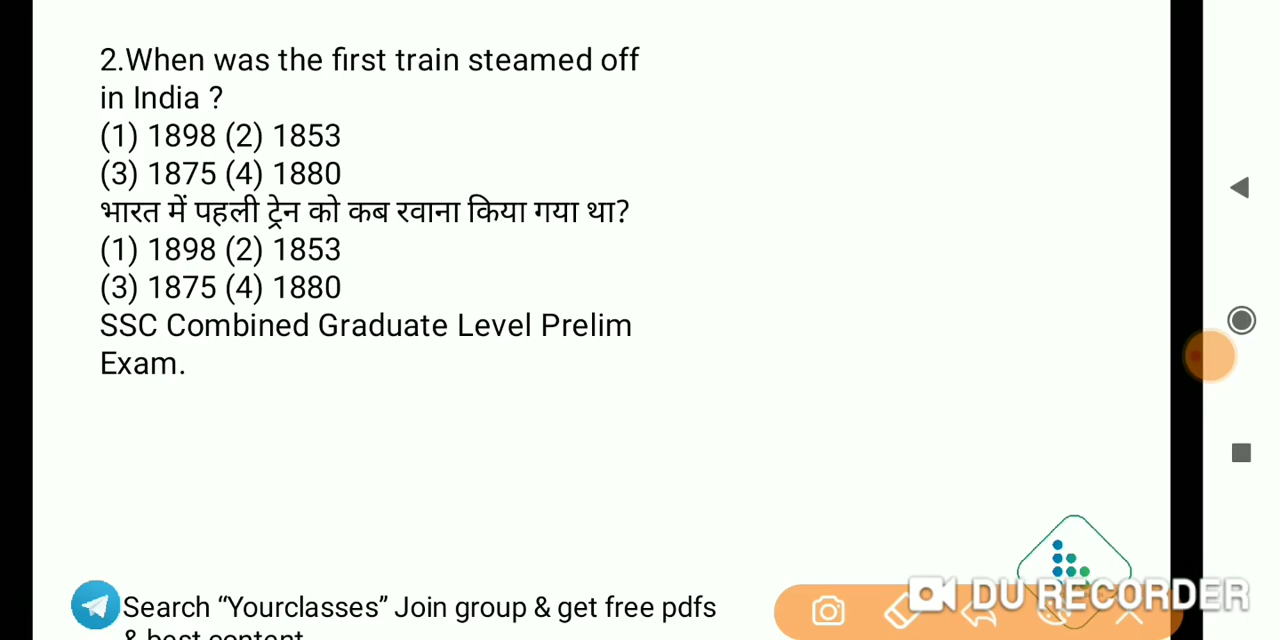 2.When was the first train steamed off
in India ?
(1) 1898 (2) 1853
(3) 1875 (4) 1880
भारत में पहली ट्रेन को कब रवाना किया गया था?
(1) 1898 (2) 1853
(3) 1875 (4) 1880
SSC Combined Graduate Level Prelim
Exam.
Search “Yourclasses” Join group & get free pdfs
& best content
DU RECORDER